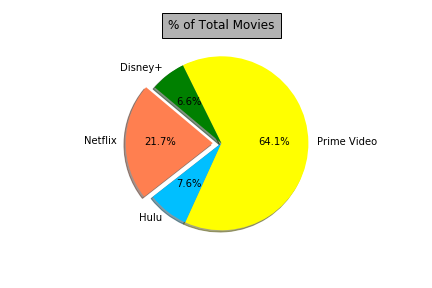 % of Total Movies
Disney+
6.6%
Netflix
21.7%
64.1%
Prime Video
7.6%
Hulu